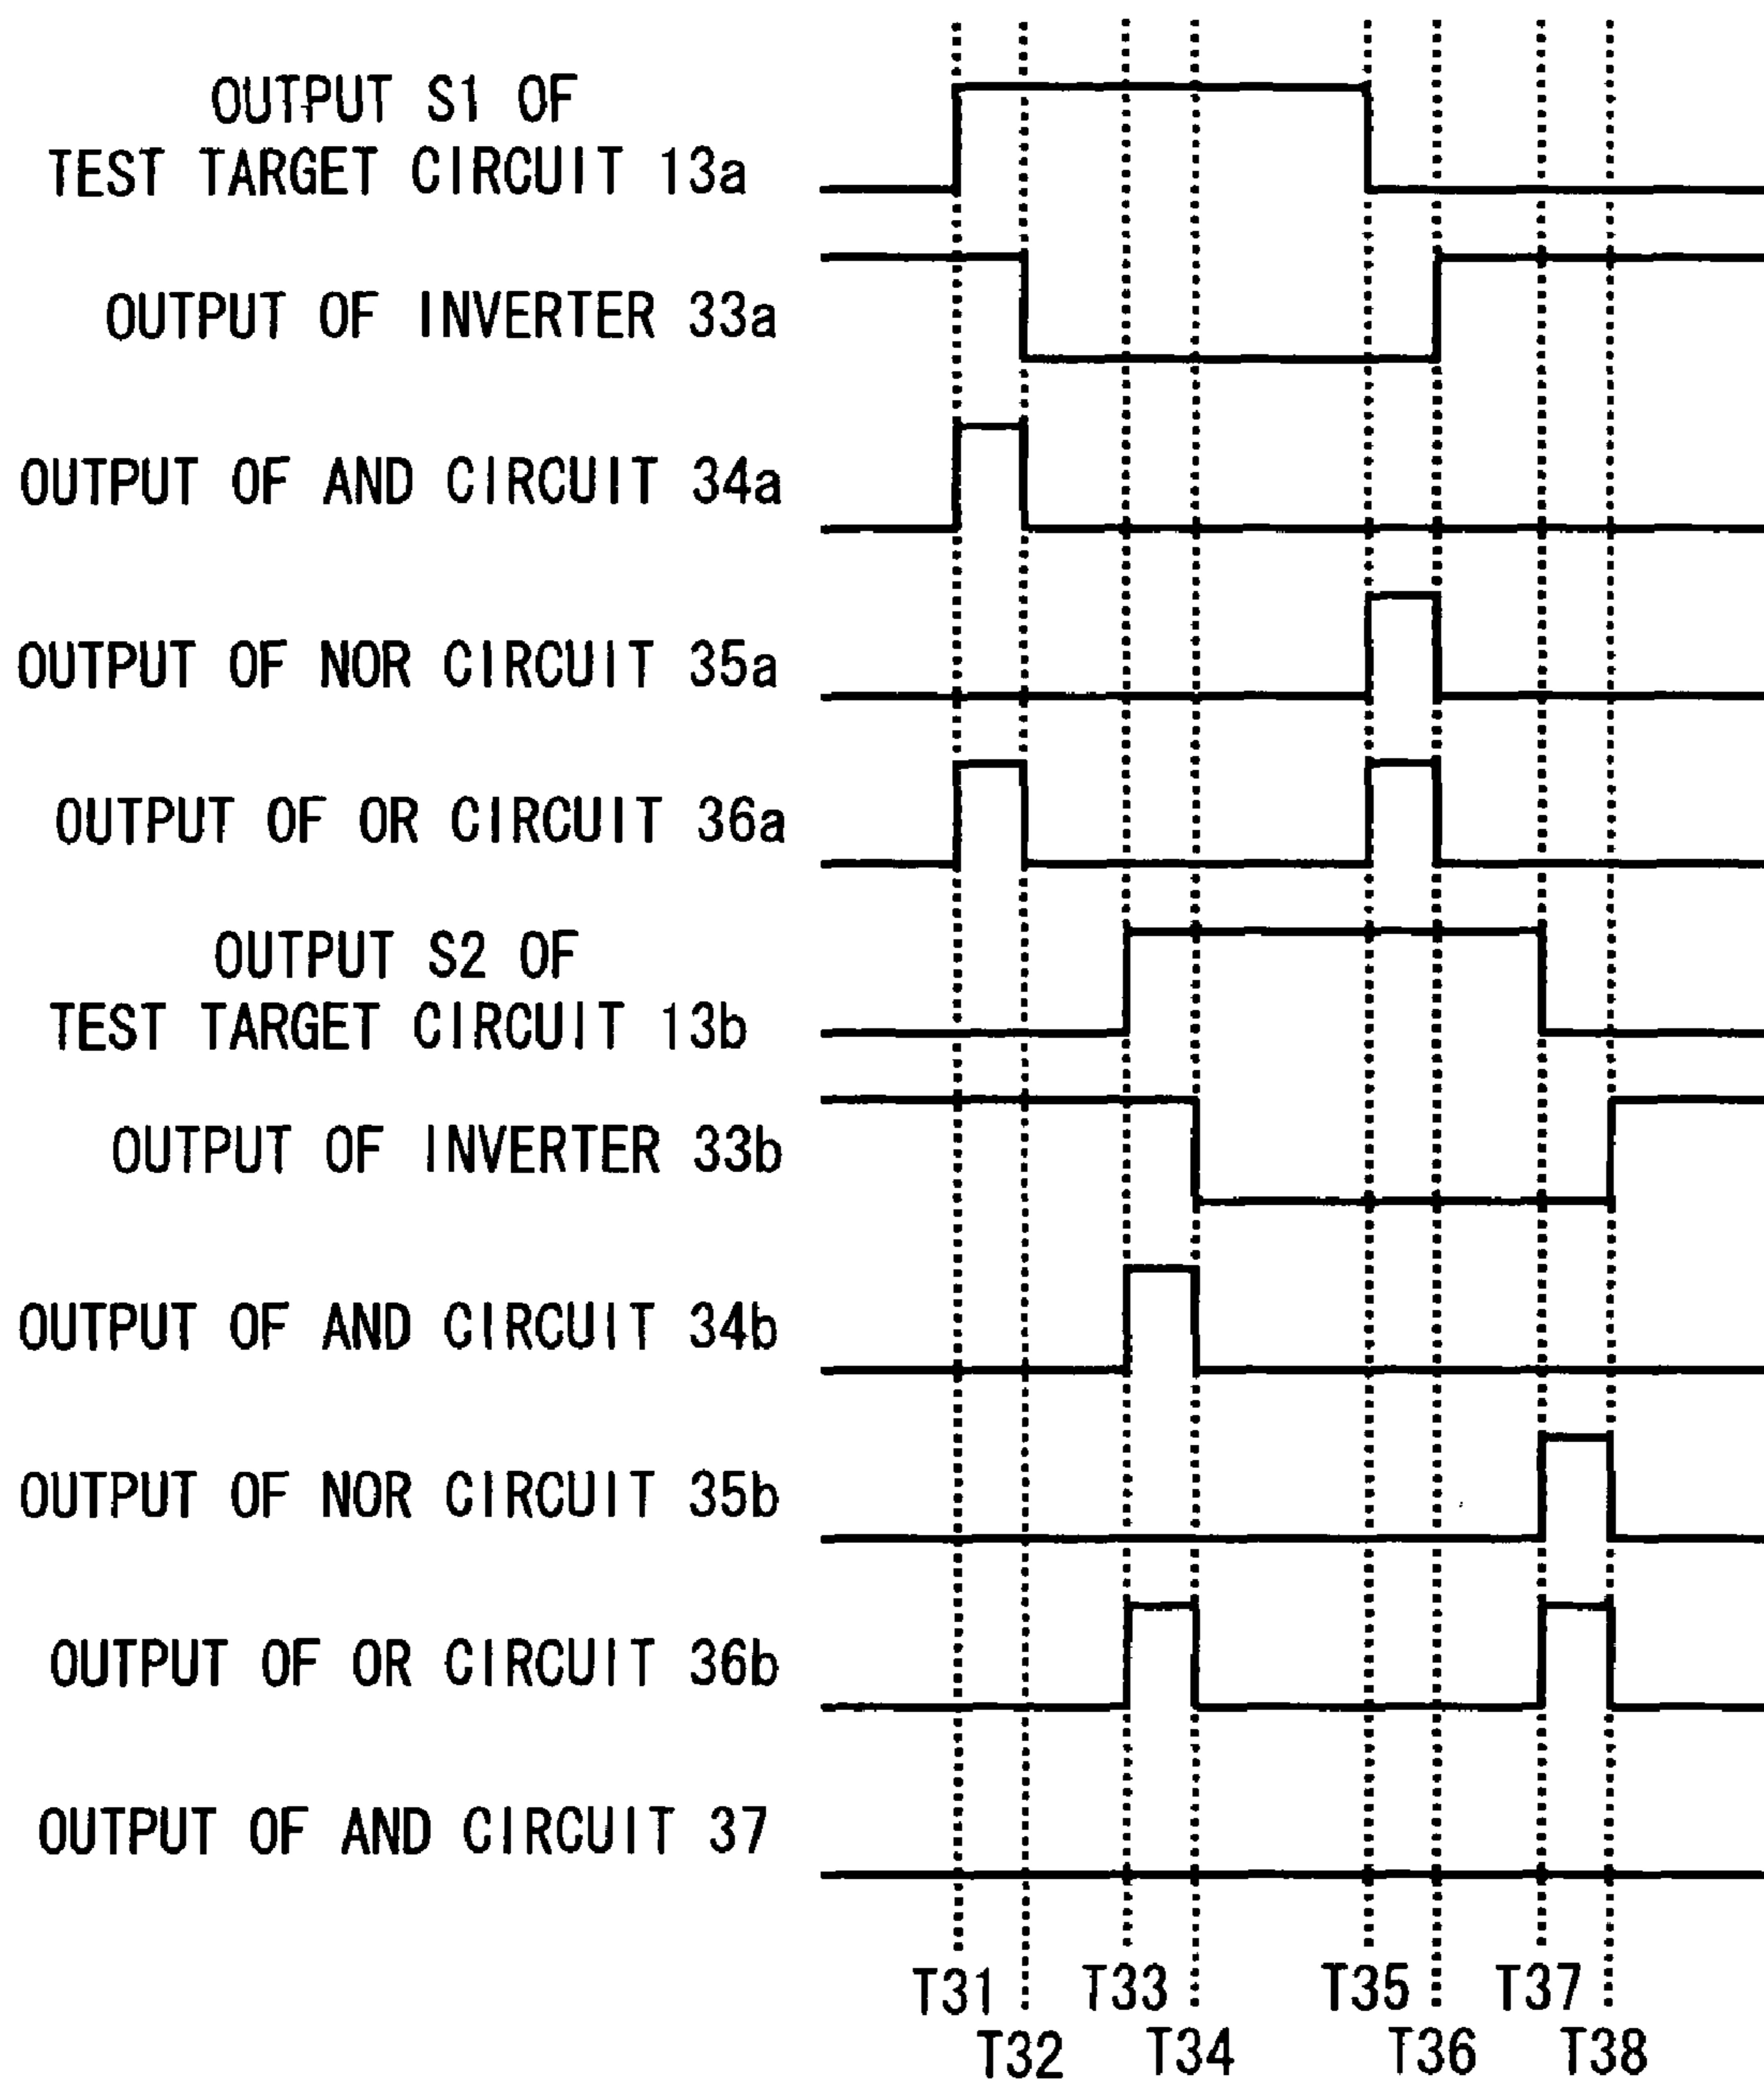 OUTPUT S1 OF
TEST TARGET CIRCUIT 13a
OUTPUT OF INVERTER 33a
OUTPUT OF AND CIRCUIT 34a
OUTPUT OF NOR CIRCUIT 35a
OUTPUT OF OR CIRCUIT 36a
OUTPUT S2 OF
TEST TARGET CIRCUIT 13b
OUTPUT OF INVERTER 33b
OUTPUT OF AND CIRCUIT 34b
OUTPUT OF NOR CIRCUIT 35b
OUTPUT OF OR CIRCUIT 36b
OUTPUT OF AND CIRCUIT 37
T31 T33 T35 T37
T32 T34 T36 T38